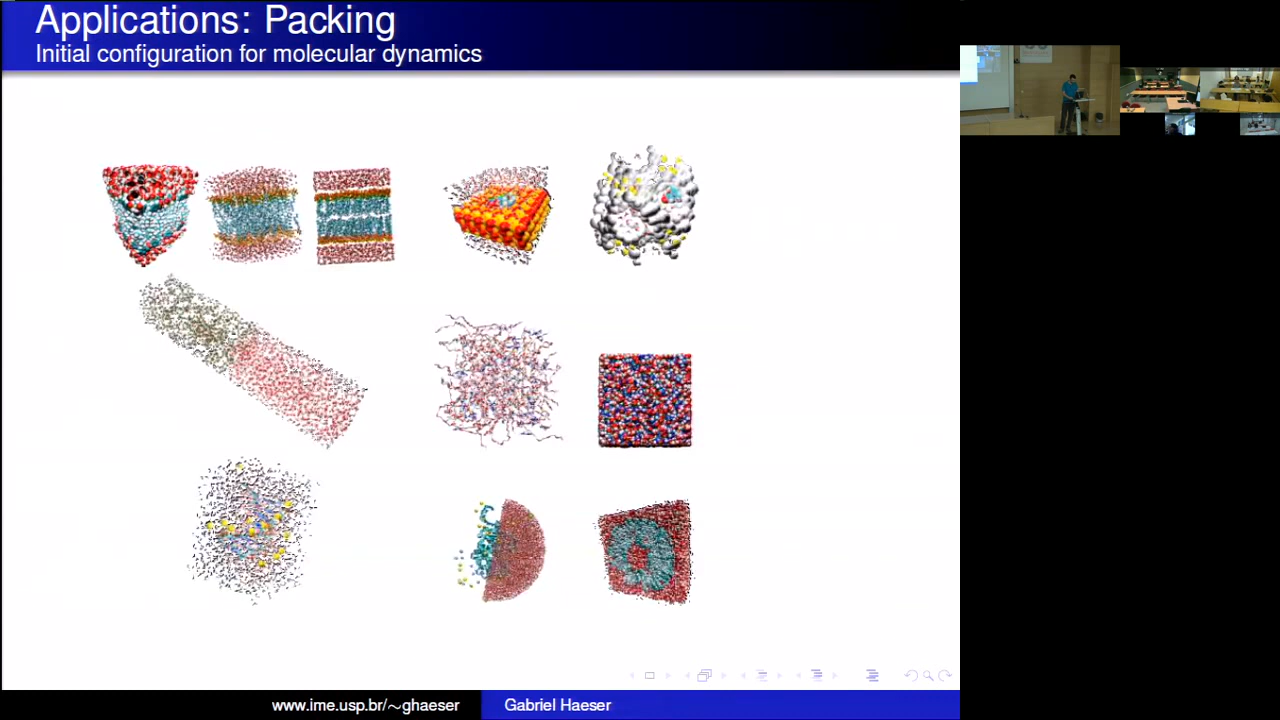 Applications: Packing
Initial configuration for molecular dynamics
www.ime.usp.br/~ghaeser
Gabriel Haeser